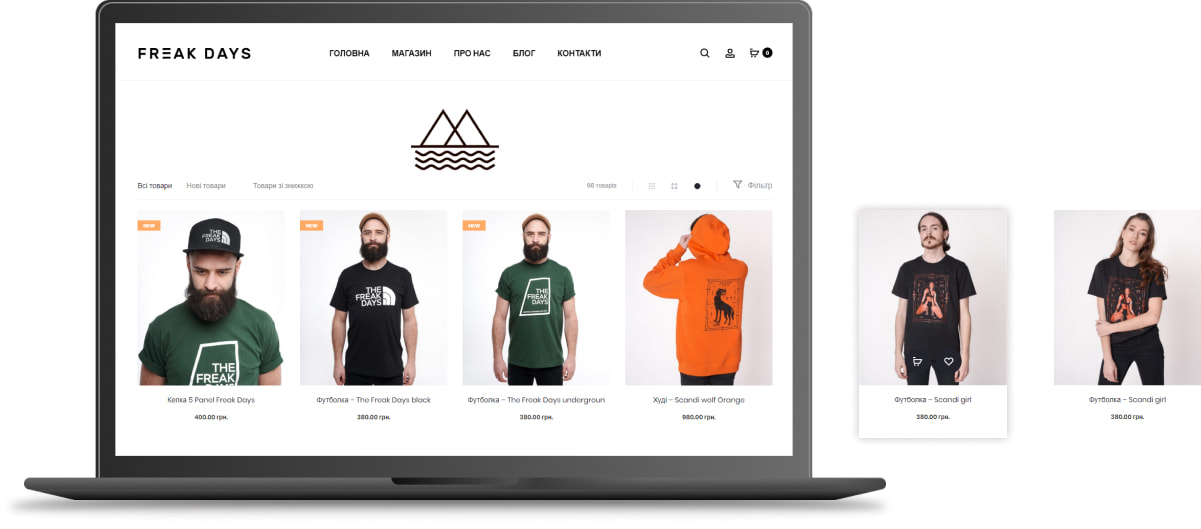 FREAK DAYS
ГОЛОВНА МАГАЗИН ПРО НАС БЛОГ КОНТАКТИ
0
Всі товари Нові товари Товари зі знижкою
98 товарів
Фільтр
NEW
NEW
NEW
THE FREAK DAYS
THE
FREAK
DAYS
THE
FREAK
DAYS
THE
FREAK
DAYS
Кепка 5 Panel Freak Days
400.00 грн.
Футболка – The Freak Days black
380.00 грн.
Футболка – The Freak Days undergroun
380.00 грн.
Худі – Scandi wolf Orange
980.00 грн.
Футболка – Scandi girl
380.00 грн.
Футболка – Scandi girl
380.00 грн.